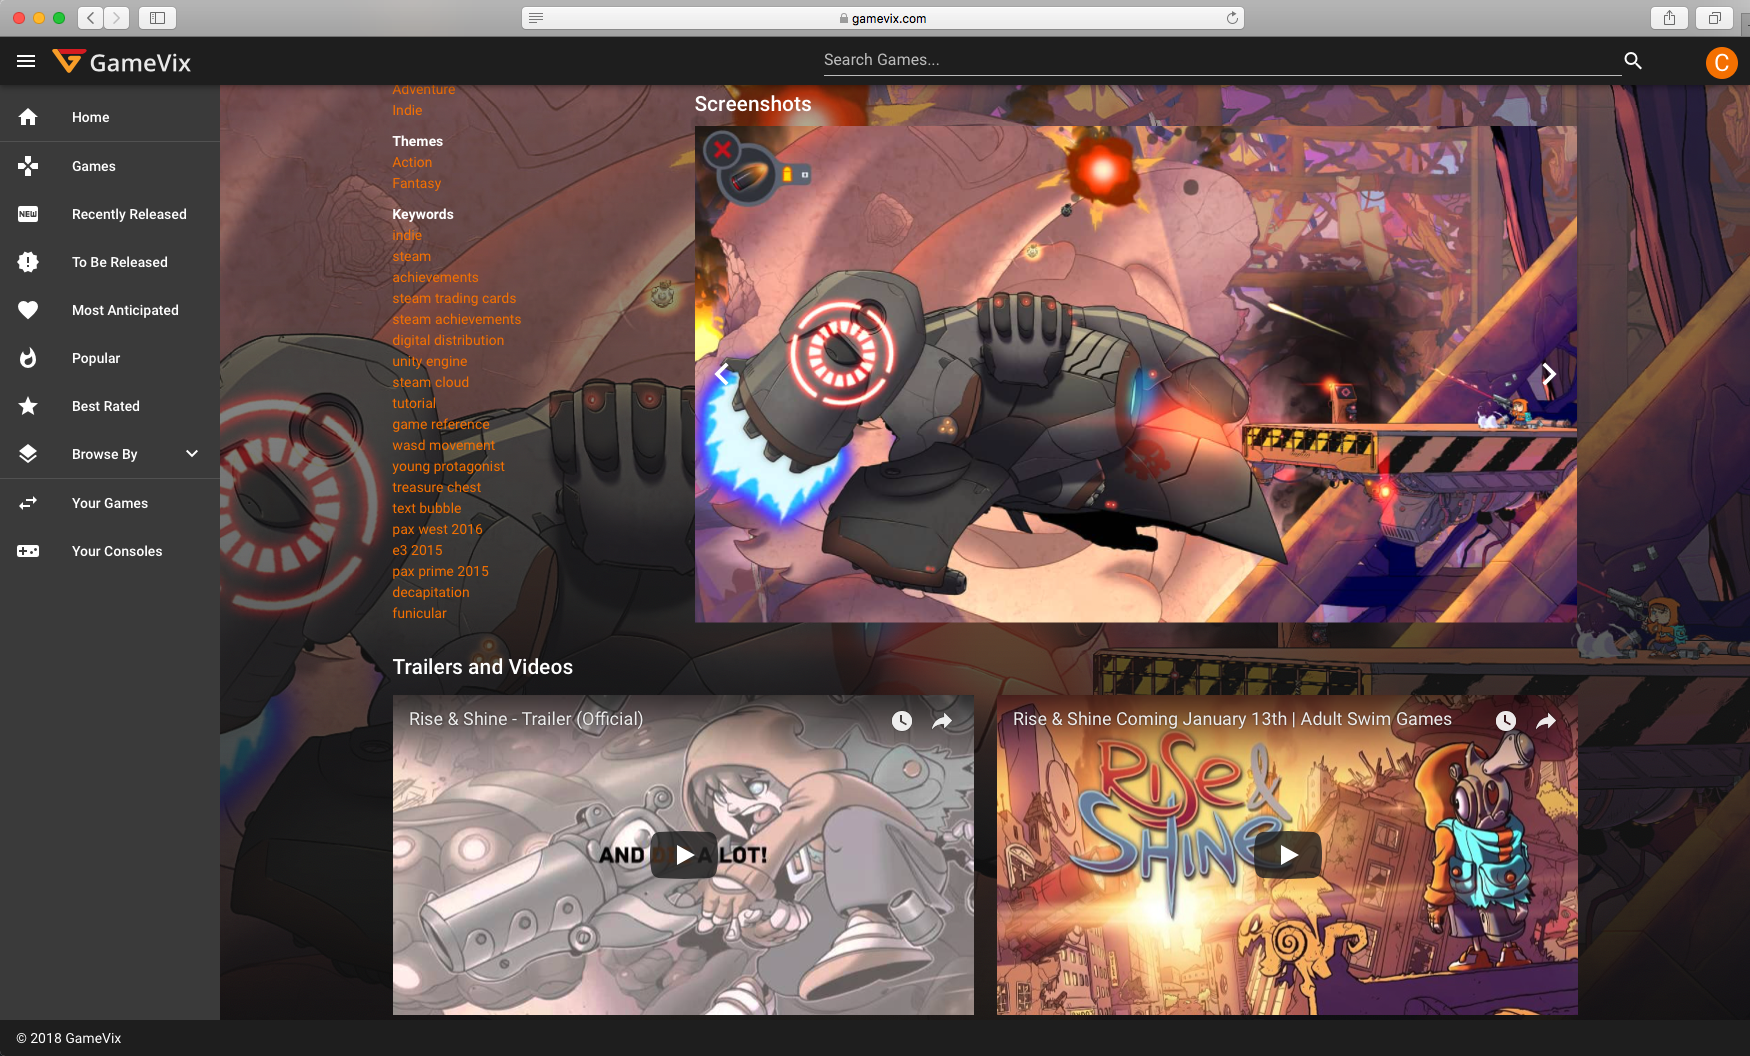 gamevix.com
GameVix
Search Games...
C
Home
Games
NEW
Recently Released
To Be Released
Most Anticipated
Popular
Best Rated
Browse By
Your Games
Your Consoles
Adventure
Indie
Themes
Action
Fantasy
Keywords
indie
steam
achievements
steam trading cards
steam achievements
digital distribution
unity engine
steam cloud
tutorial
game reference
wasd movement
young protagonist
treasure chest
text bubble
pax west 2016
e3 2015
pax prime 2015
decapitation
funicular
Screenshots
Trailers and Videos
Rise & Shine - Trailer (Official)
AND
A LOT!
Rise & Shine Coming January 13th | Adult Swim Games
RISE &
SHINE
© 2018 GameVix